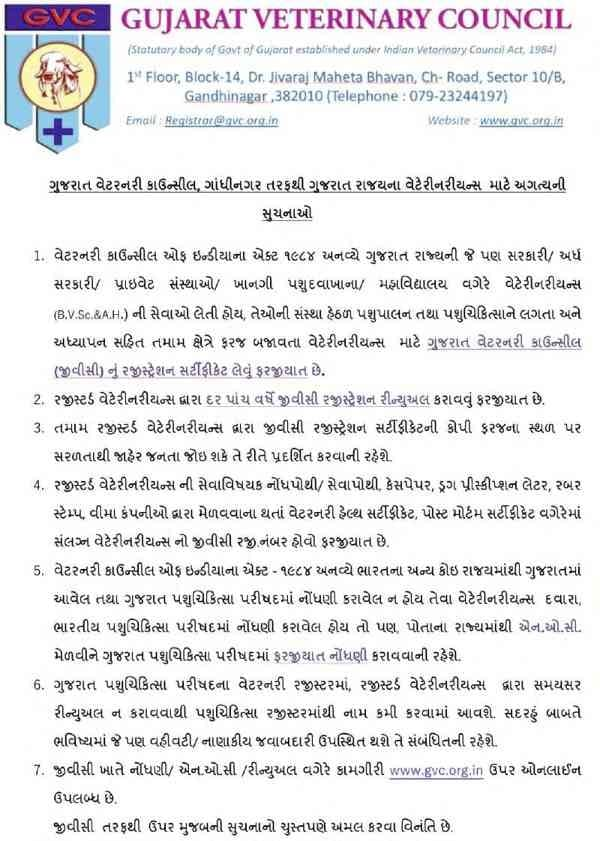 GVC
GUJARAT VETERINARY COUNCIL
(Statutory body of Govt of Gujarat established under Indian Veterinary Council Act, 1984)
1st Floor, Block-14, Dr. Jivaraj Maheta Bhavan, Ch- Road, Sector 10/B,
Gandhinagar ,382010 (Telephone : 079-23244197)
Email : Registrar@gvc.org.in Website : www.gvc.org.in
ગુજરાત વેટરનરી કાઉન્સીલ, ગાંધીનગર તરફથી ગુજરાત રાજયના વેટેરીનરીયન્સ માટે અગત્યની
સુચનાઓ
1. વેટરનરી કાઉન્સીલ ઓફ ઇન્ડીયાના એક્ટ ૧૯૮૪ અનવ્યે ગુજરાત રાજ્યની જે પણ સરકારી/ અર્ધ
સરકારી/ પ્રાઇવેટ સંસ્થાઓ/ ખાનગી પશુદવાખાના/ મહાવિદ્યાલય વગેરે વેટેરીનરીયન્સ
(B.V.Sc.&A.H.) ની સેવાઓ લેતી હોય, તેઓની સંસ્થા હેઠળ પશુપાલન તથા પશુચિકિત્સાને લગતા અને
અધ્યાપન સહિત તમામ ક્ષેત્રે ફરજ બજાવતા વેટેરીનરીયન્સ માટે ગુજરાત વેટરનરી કાઉન્સીલ
(જીવીસી) નું રજીસ્ટ્રેશન સર્ટીફીકેટ લેવું ફરજીયાત છે.
2. રજીસ્ટર્ડ વેટેરીનરીયન્સ દ્વારા દર પાંચ વર્ષે જીવીસી રજીસ્ટ્રેશન રીન્યુઅલ કરાવવું ફરજીયાત છે.
3. તમામ રજીસ્ટર્ડ વેટેરીનરીયન્સ દ્વારા જીવીસી રજીસ્ટ્રેશન સર્ટીફીકેટની કોપી ફરજના સ્થળ પર
સરળતાથી જાહેર જનતા જોઇ શકે તે રીતે પ્રદર્શિત કરવાની રહેશે.
4. રજીસ્ટર્ડ વેટેરીનરીયન્સ ની સેવાવિષયક નોંધપોથી/ સેવાપોથી, કેસપેપર, ડ્રગ પ્રીસ્કીપ્શન લેટર, રબર
સ્ટેમ્પ, વીમા કંપનીઓ દ્વારા મેળવવાના થતાં વેટરનરી હેલ્થ સર્ટીફીકેટ, પોસ્ટ મોર્ટમ સર્ટીફીકેટ વગેરેમાં
સંલગ્ન વેટેરીનરીયન્સ નો જીવીસી રજી.નંબર હોવો ફરજીયાત છે.
5. વેટરનરી કાઉન્સીલ ઓફ ઇન્ડીયાના એક્ટ - ૧૯૮૪ અનવ્યે ભારતના અન્ય કોઇ રાજયમાંથી ગુજરાતમાં
આવેલ તથા ગુજરાત પશુચિકિત્સા પરીષદમાં નોંધણી કરાવેલ ન હોય તેવા વેટેરીનરીયન્સ દવારા,
ભારતીય પશુચિકિત્સા પરીષદમાં નોંધણી કરાવેલ હોય તો પણ, પોતાના રાજ્યમાંથી એન.ઓ.સી.
મેળવીને ગુજરાત પશુચિકિત્સા પરીષદમાં ફરજીયાત નોંધણી કરાવવાની રહેશે.
6. ગુજરાત પશુચિકિત્સા પરીષદના વેટરનરી રજીસ્ટરમાં, રજીસ્ટર્ડ વેટેરીનરીયન્સ દ્વારા સમયસર
રીન્યુઅલ ન કરાવવાથી પશુચિકિત્સા રજીસ્ટરમાંથી નામ કમી કરવામાં આવશે. સદરહું બાબતે
ભવિષ્યમાં જે પણ વહીવટી/ નાણાકીય જવાબદારી ઉપસ્થિત થશે તે સંબંધિતની રહેશે.
7. જીવીસી ખાતે નોંધણી/ એન.ઓ.સી /રીન્યુઅલ વગેરે કામગીરી www.gvc.org.in ઉપર ઓનલાઈન
ઉપલબ્ધ છે.
જીવીસી તરફથી ઉપર મુજબની સુચનાનો ચુસ્તપણે અમલ કરવા વિનંતિ છે.